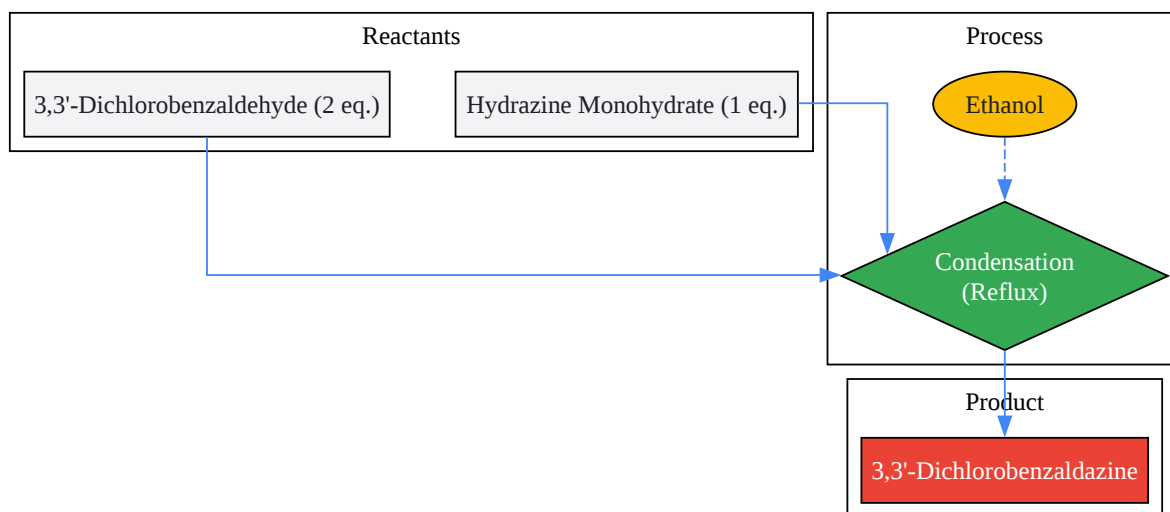 Reactants
3,3'-Dichlorobenzaldehyde (2 eq.)
Hydrazine Monohydrate (1 eq.)
Process
Ethanol
Condensation
(Reflux)
Product
3,3'-Dichlorobenzaldazine